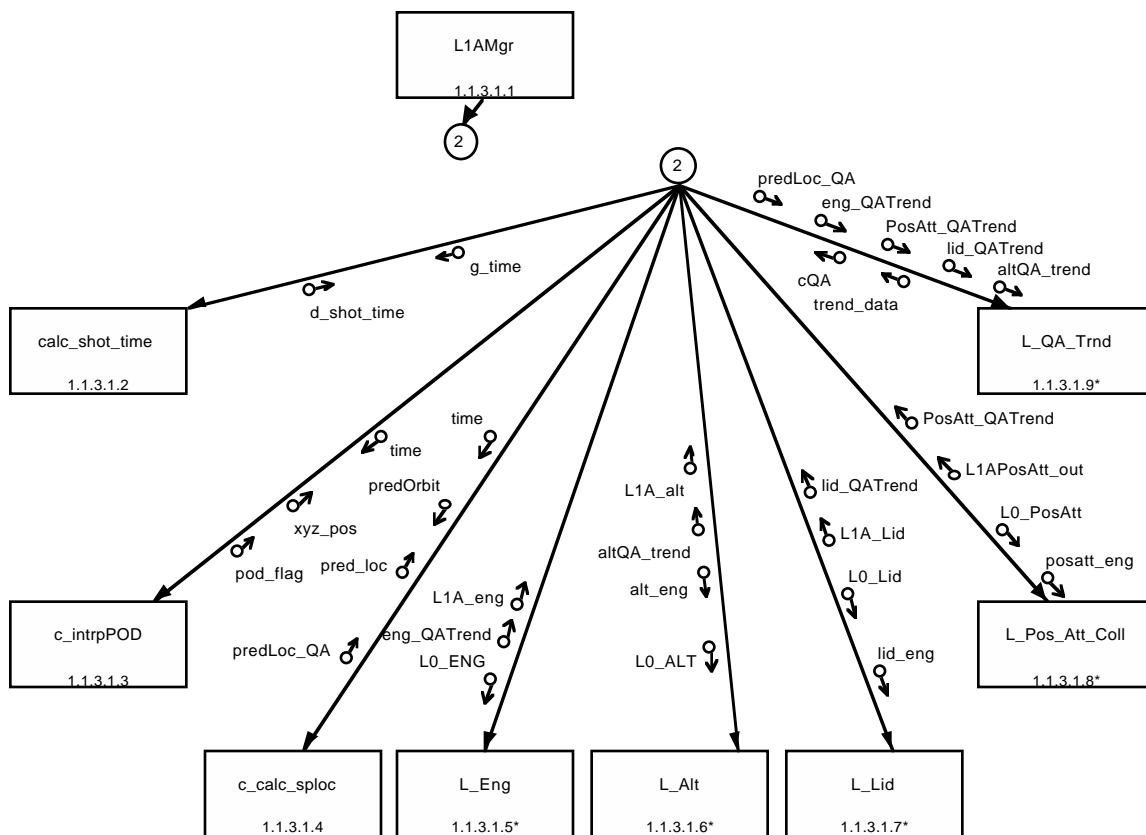 L1AMgr
1.1.3.1.1
2
2
predLoc_QA
eng_QATrend
PosAtt_QATrend
lid_QATrend
altQA_trend
g_time
cQA
trend_data
d_shot_time
calc_shot_time
1.1.3.1.2
L_QA_Trnd
1.1.3.1.9*
time
time
PosAtt_QATrend
predOrbit
L1A_alt
lid_QATrend
L1APosAtt_out
xyz_pos
L1A_Lid
L0_PosAtt
pod_flag
pred_loc
altQA_trend
alt_eng
L0_Lid
posatt_eng
L1A_eng
c_intrpPOD
1.1.3.1.3
predLoc_QA
eng_QATrend
L0_ENG
L0_ALT
lid_eng
L_Pos_Att_Coll
1.1.3.1.8*
c_calc_sploc
1.1.3.1.4
L_Eng
1.1.3.1.5*
L_Alt
1.1.3.1.6*
L_Lid
1.1.3.1.7*